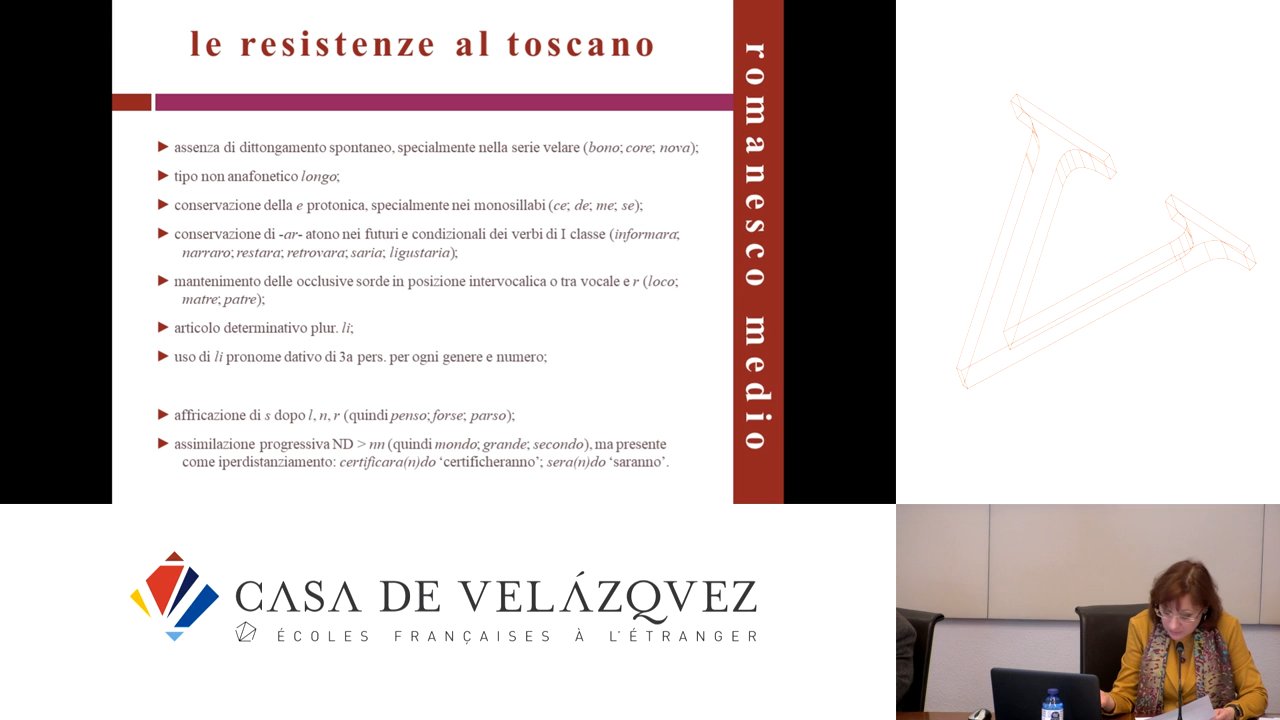 le resistenze al toscano
► assenza di dittongamento spontaneo, specialmente nella serie velare (bono; core; nova);
► tipo non anafonetico longo;
► conservazione della e protonica, specialmente nei monosillabi (ce; de; me; se);
► conservazione di -ar- atono nei futuri e condizionali dei verbi di I classe (informara;
narraro; restara; retrovara; saria; ligustaria);
► mantenimento delle occlusive sorde in posizione intervocalica o tra vocale e r (loco;
matre; patre);
► articolo determinativo plur. li;
► uso di li pronome dativo di 3a pers. per ogni genere e numero;
► affricazione di s dopo l, n, r (quindi penso; forse; parso);
► assimilazione progressiva ND > nn (quindi mondo; grande; secondo), ma presente
come iperdistanziamento: certificara(n)do ‘certificheranno’; sera(n)do ‘saranno’.
romanesco medio
CASA DE VELÁZQVEZ
ÉCOLES FRANÇAISES À L'ÉTRANGER